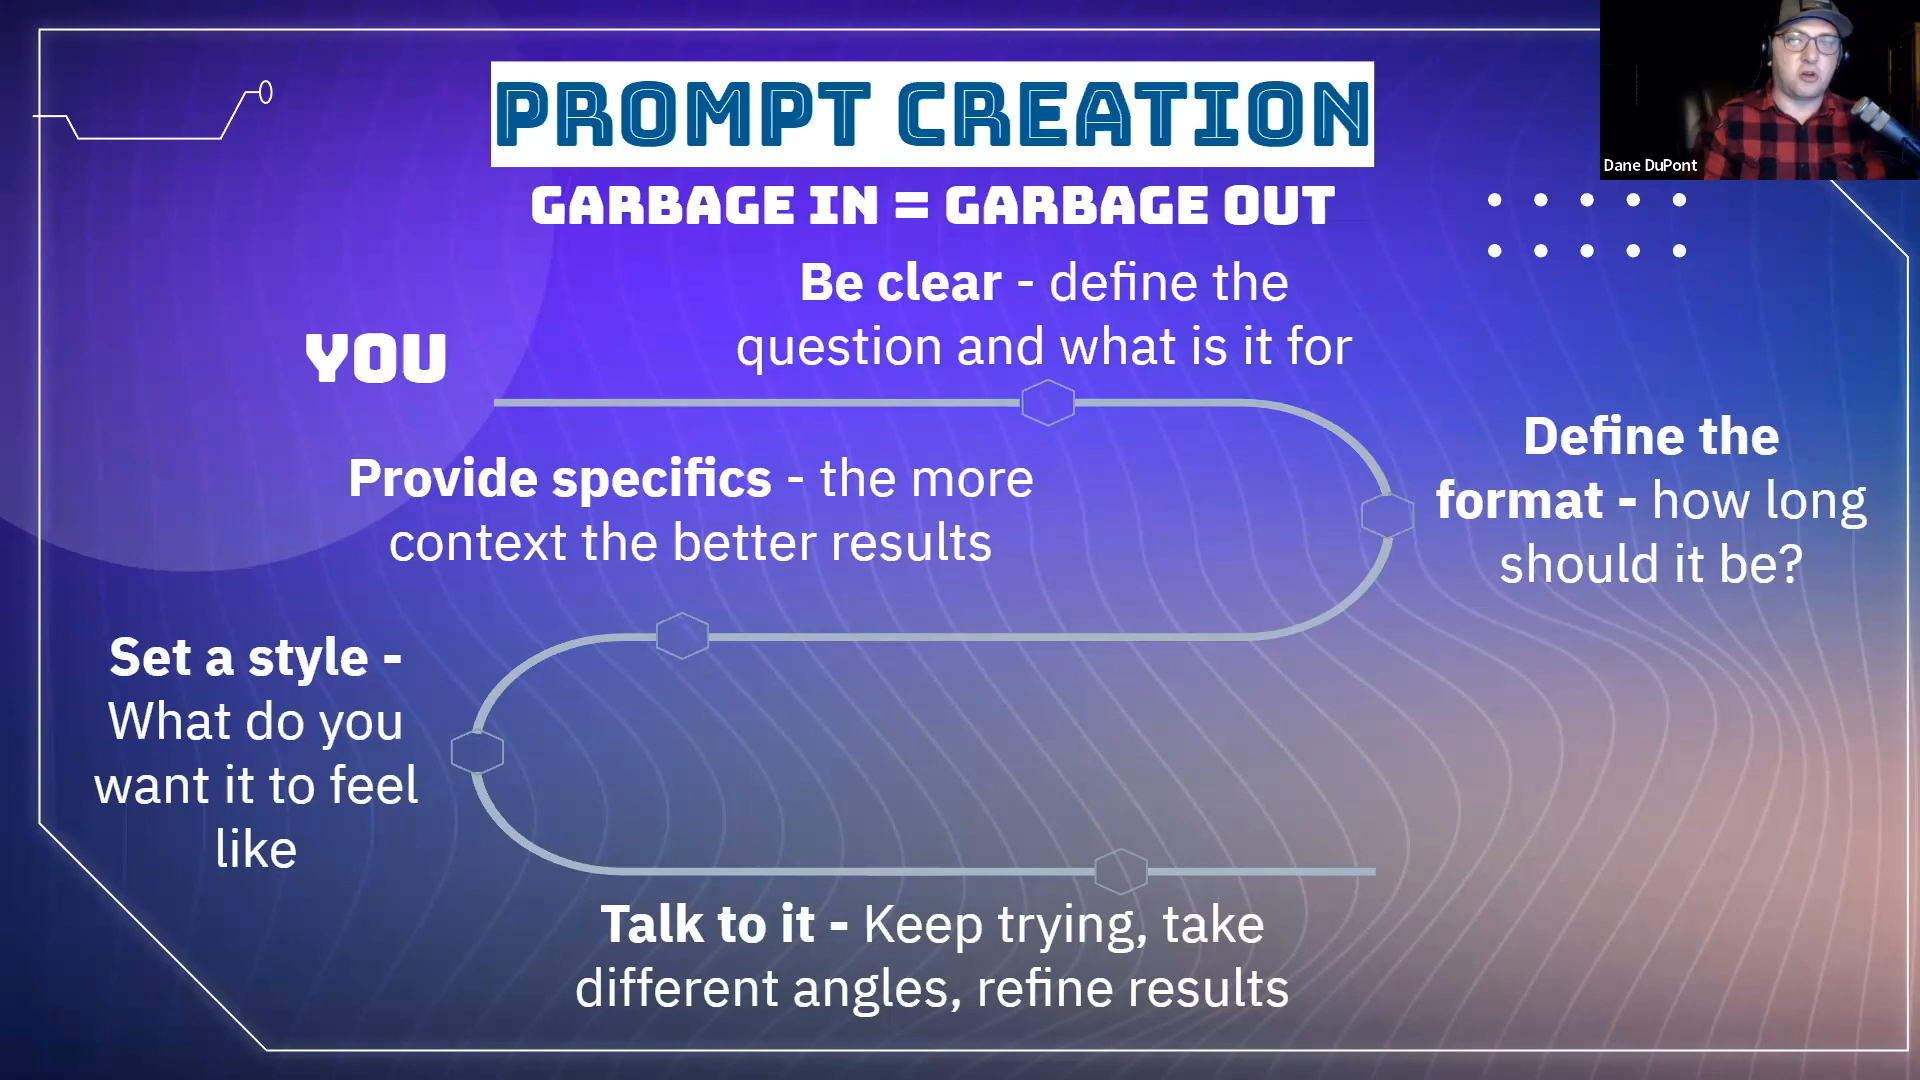 PROMPT CREATION
GARBAGE IN = GARBAGE OUT
Dane DuPont
YOU
Be clear - define the
question and what is it for
Define the
format - how long
should it be?
Provide specifics - the more
context the better results
Set a style -
What do you
want it to feel
like
Talk to it - Keep trying, take
different angles, refine results